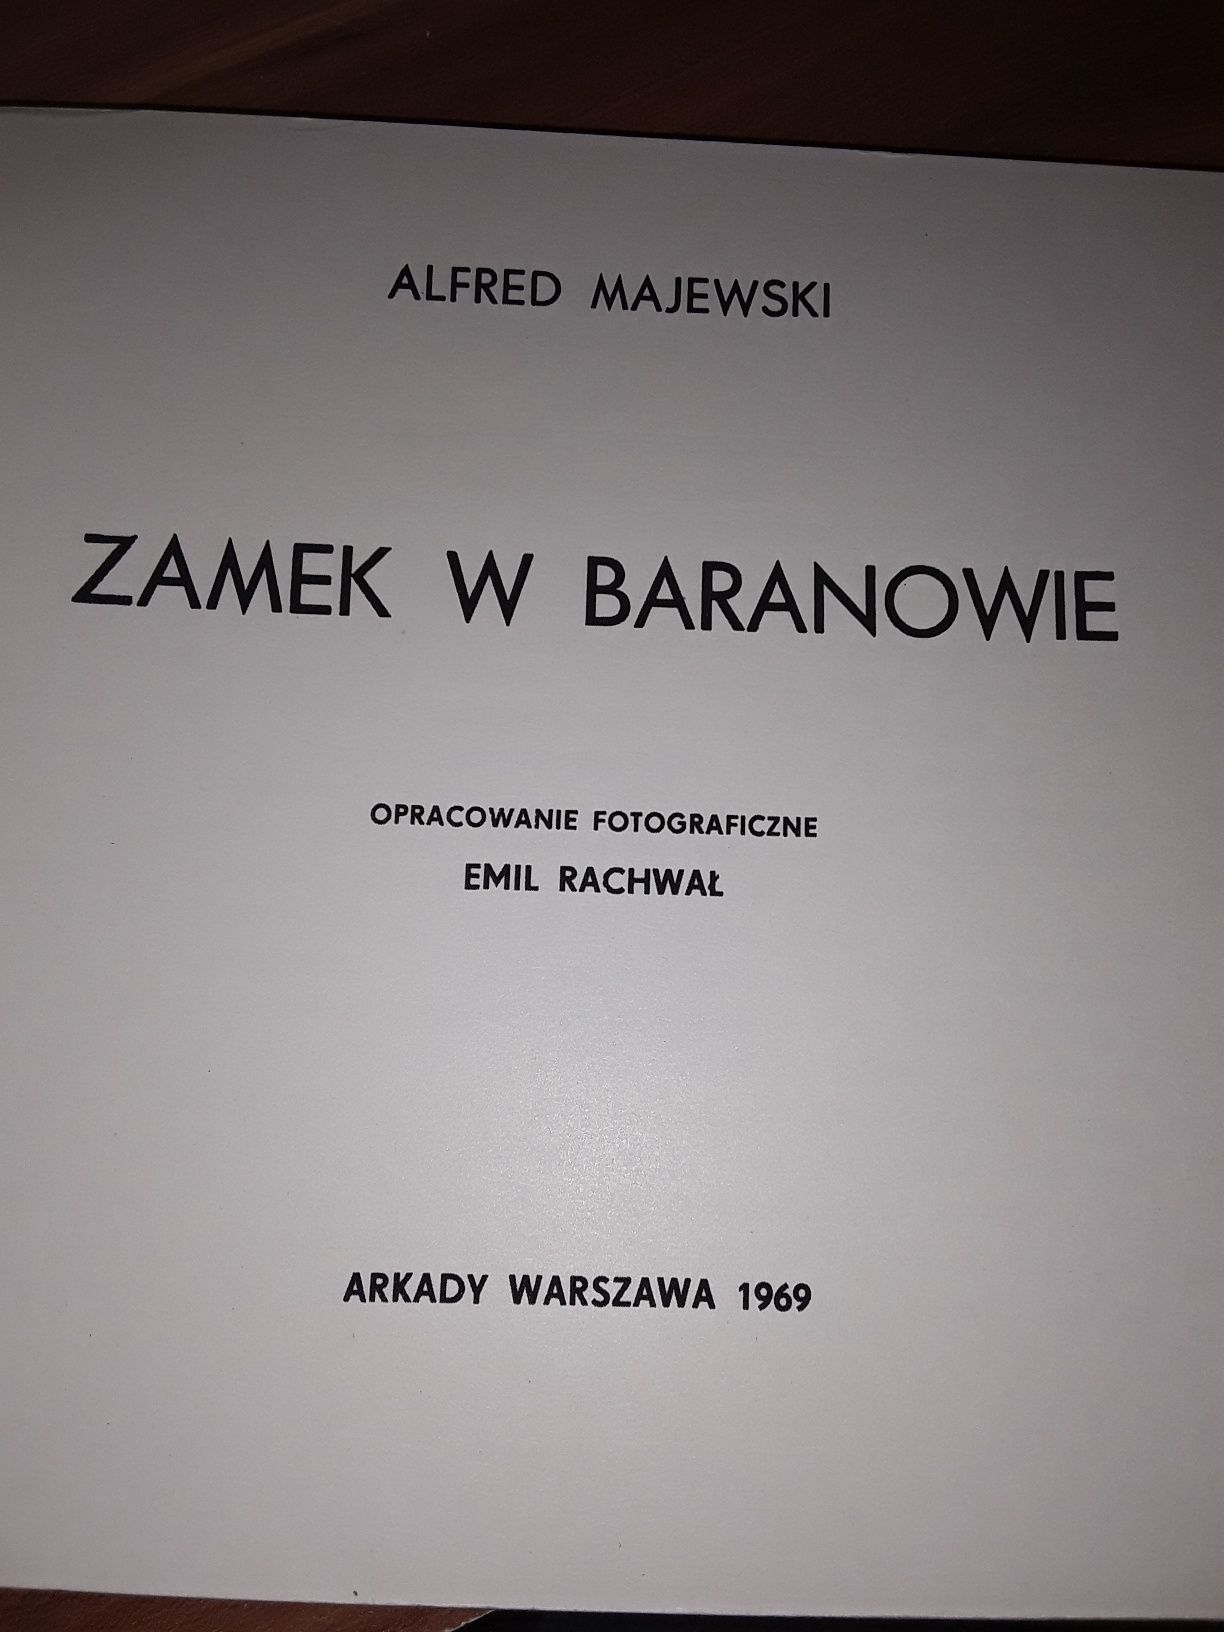 ALFRED MAJEWSKI
ZAMEK W BARANOWIE
OPRACOWANIE FOTOGRAFICZNE
EMIL RACHWAŁ
ARKADY WARSZAWA 1969